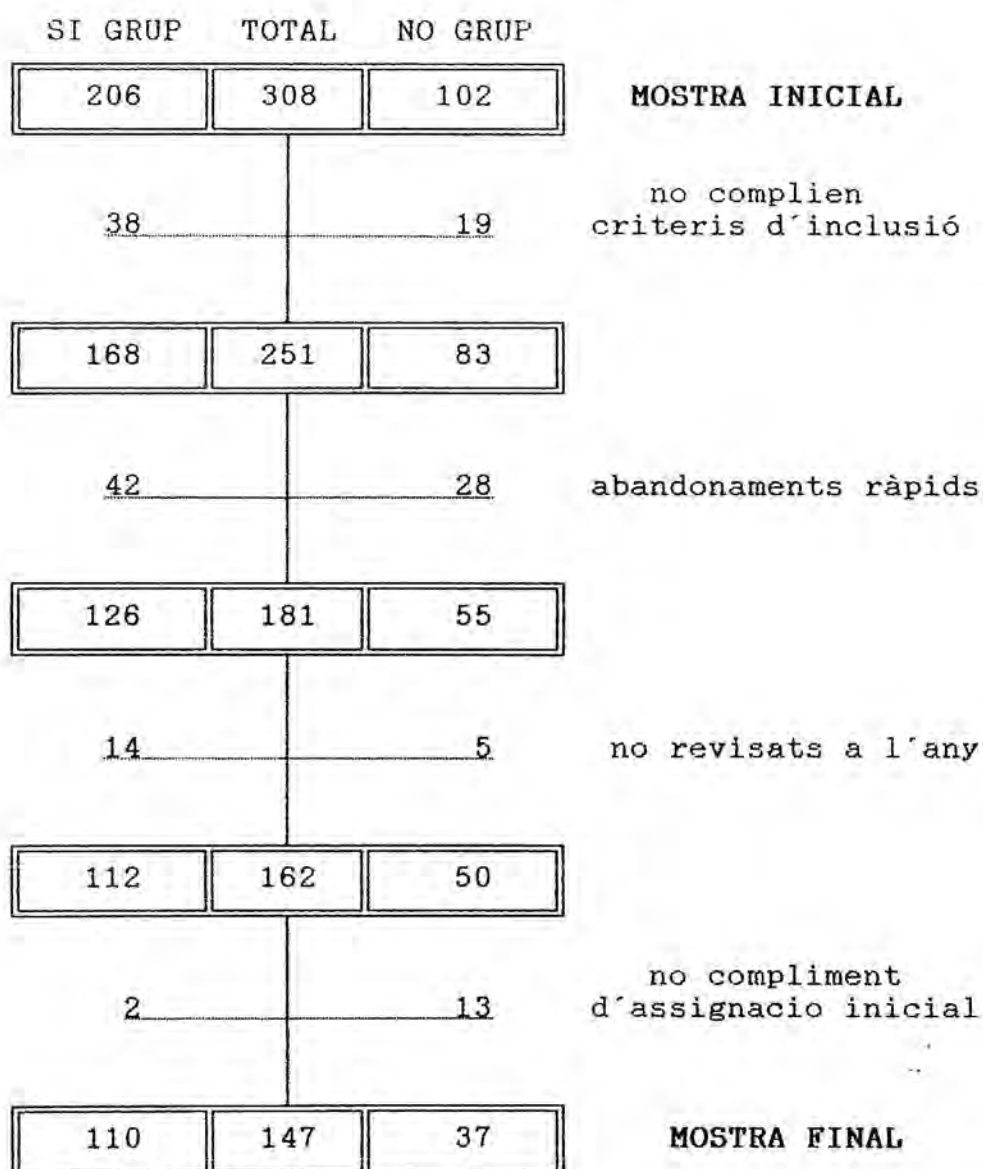 SI GRUP TOTAL NO GRUP
206 308 102 MOSTRA INICIAL
no complien
38 19 criteris d´inclusió
168 251 83
42 28 abandonaments ràpids
126 181 55
14 5 no revisats a l´any
112 162 50
no compliment
2 13 d´assignacio inicial
110 147 37 MOSTRA FINAL